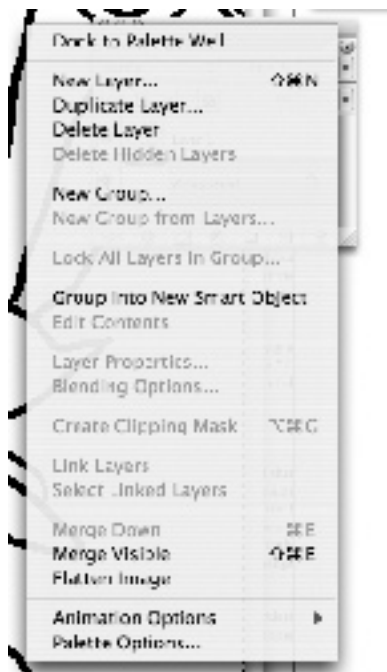 Dock to Palette Well
New Layer... ⇧⌘N
Duplicate Layer...
Delete Layer
Delete Hidden Layers
New Group...
New Group from Layers...
Lock All Layers in Group...
Group into New Smart Object
Edit Contents
Layer Properties...
Blending Options...
Create Clipping Mask ⌥⌘G
Link Layers
Select Linked Layers
Merge Down ⌘E
Merge Visible ⇧⌘E
Flatten Image
Animation Options
Palette Options...